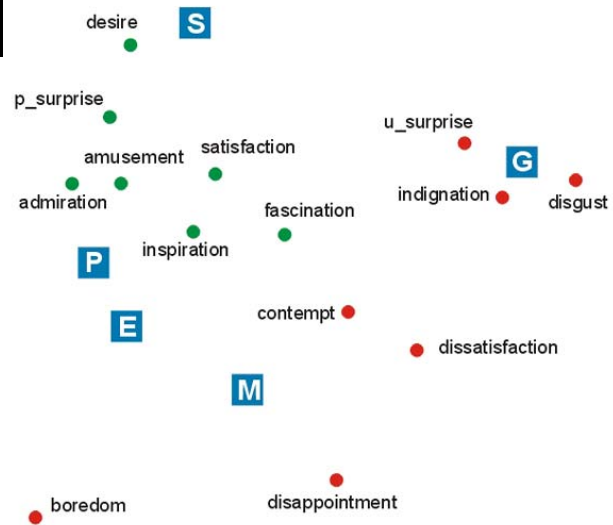 desire
S
p_surprise
u_surprise
amusement
satisfaction
G
admiration
indignation
disgust
fascination
inspiration
P
contempt
E
dissatisfaction
M
boredom
disappointment